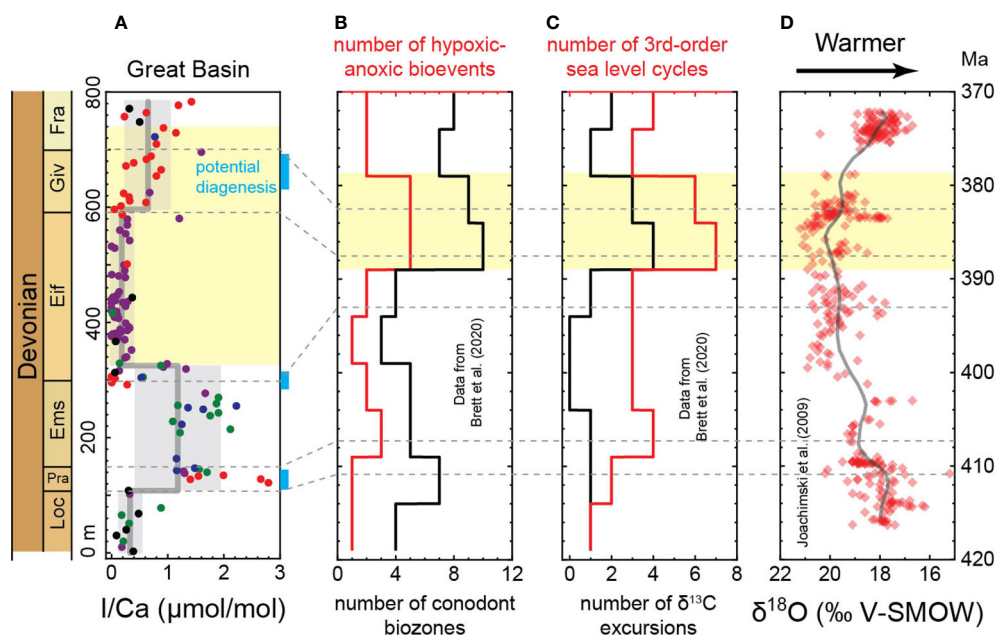 A
B
C
D
Great Basin
number of hypoxic-
anoxic bioevents
number of 3rd-order
sea level cycles
Warmer
Ma
Devonian
Fra
Giv
Eif
Ems
Pra
Loc
800
600
400
200
0 m
potential
diagenesis
0
1
2
3
I/Ca (μmol/mol)
Data from
Brett et al. (2020)
0
4
8
12
number of conodont
biozones
Data from
Brett et al. (2020)
0
2
4
6
8
number of δ¹³C
excursions
Joachimski et al. (2009)
22
20
18
16
δ¹⁸O (‰ V-SMOW)
370
380
390
400
410
420